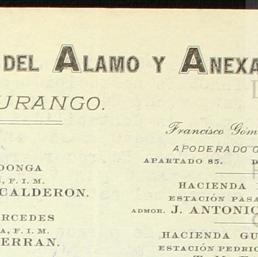 DEL ALAMO Y ANEXA
URANGO.
Francisco Gom
APODERADO G
APARTADO 85.
DONGA
, F. I. M.
CALDERON.
HACIENDA
ESTACIÓN PASA
ADMOR. J. ANTONIO
ERCEDES
A, F. I. M.
ERRAN.
HACIENDA GU
ESTACIÓN PEDRIC